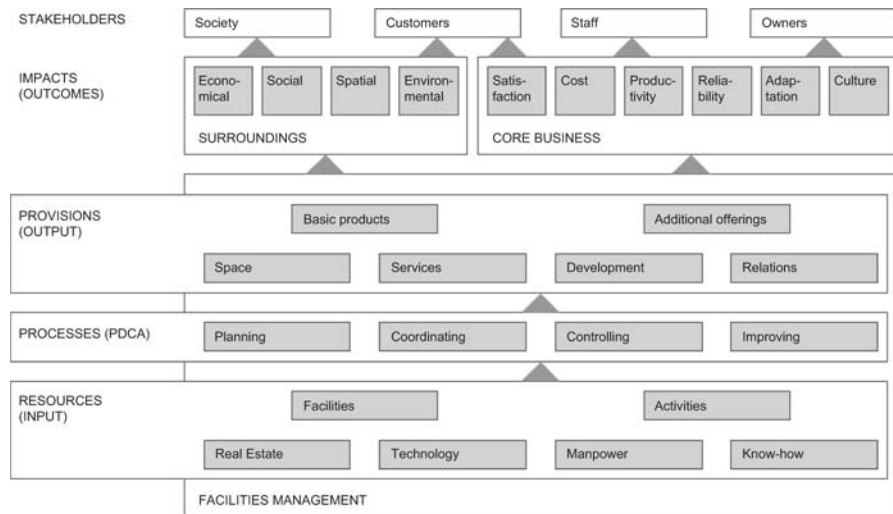 STAKEHOLDERS
Society
Customers
Staff
Owners
IMPACTS
(OUTCOMES)
Econo-
mical
Social
Spatial
Environ-
mental
SURROUNDINGS
Satis-
faction
Cost
Produc-
tivity
Relia-
bility
Adap-
tation
Culture
CORE BUSINESS
PROVISIONS
(OUTPUT)
Basic products
Additional offerings
Space
Services
Development
Relations
PROCESSES (PDCA)
Planning
Coordinating
Controlling
Improving
RESOURCES
(INPUT)
Facilities
Activities
Real Estate
Technology
Manpower
Know-how
FACILITIES MANAGEMENT